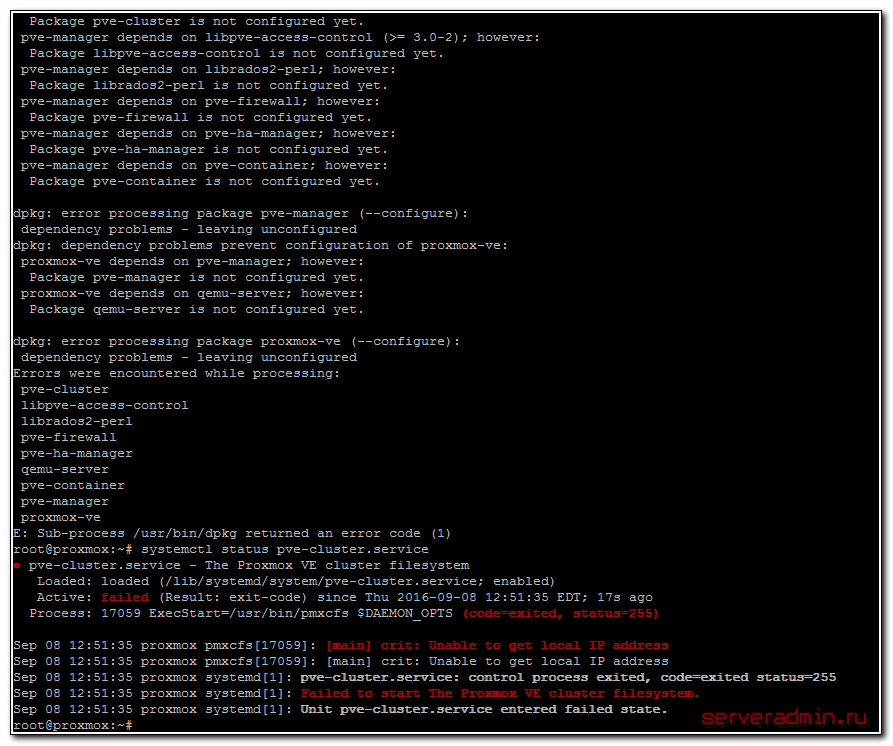 Package pve-cluster is not configured yet.
pve-manager depends on libpve-access-control (>= 3.0-2); however:
Package libpve-access-control is not configured yet.
pve-manager depends on librados2-perl; however:
Package librados2-perl is not configured yet.
pve-manager depends on pve-firewall; however:
Package pve-firewall is not configured yet.
pve-manager depends on pve-ha-manager; however:
Package pve-ha-manager is not configured yet.
pve-manager depends on pve-container; however:
Package pve-container is not configured yet.
dpkg: error processing package pve-manager (--configure):
dependency problems - leaving unconfigured
dpkg: dependency problems prevent configuration of proxmox-ve:
proxmox-ve depends on pve-manager; however:
Package pve-manager is not configured yet.
proxmox-ve depends on qemu-server; however:
Package qemu-server is not configured yet.
dpkg: error processing package proxmox-ve (--configure):
dependency problems - leaving unconfigured
Errors were encountered while processing:
pve-cluster
libpve-access-control
librados2-perl
pve-firewall
pve-ha-manager
qemu-server
pve-container
pve-manager
proxmox-ve
E: Sub-process /usr/bin/dpkg returned an error code (1)
root@proxmox:~# systemctl status pve-cluster.service
● pve-cluster.service - The Proxmox VE cluster filesystem
Loaded: loaded (/lib/systemd/system/pve-cluster.service; enabled)
Active: failed (Result: exit-code) since Thu 2016-09-08 12:51:35 EDT; 17s ago
Process: 17059 ExecStart=/usr/bin/pmxcfs $DAEMON_OPTS (code=exited, status=255)
Sep 08 12:51:35 proxmox pmxcfs[17059]: [main] crit: Unable to get local IP address
Sep 08 12:51:35 proxmox pmxcfs[17059]: [main] crit: Unable to get local IP address
Sep 08 12:51:35 proxmox systemd[1]: pve-cluster.service: control process exited, code=exited status=255
Sep 08 12:51:35 proxmox systemd[1]: Failed to start The Proxmox VE cluster filesystem.
Sep 08 12:51:35 proxmox systemd[1]: Unit pve-cluster.service entered failed state.
root@proxmox:~#
serveradmin.ru